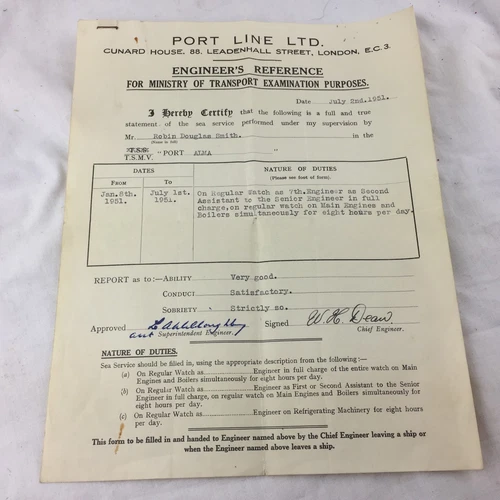 PORT LINE LTD.
CUNARD HOUSE, 88, LEADENHALL STREET, LONDON, E.C.3.
ENGINEER'S REFERENCE
FOR MINISTRY OF TRANSPORT EXAMINATION PURPOSES.
Date July 2nd.1951.
I Hereby Certify that the following is a full and true
statement of the sea service performed under my supervision by
Mr. Robin Douglas Smith. in the
(Name in full)
T.S.S.
T.S.M.V. "PORT ALMA
DATES
NATURE OF DUTIES
(Please see foot of form).
FROM TO
Jan.8th. July 1st.
1951. 1951.
On Regular Watch as 7th.Engineer as Second
Assistant to the Senior Engineer in full
charge,on regular watch on Main Engines and
Boilers simultaneously for eight hours per day.
REPORT as to:—ABILITY Very good.
CONDUCT Satisfactory.
SOBRIETY Strictly so.
Approved Signed W. H. Dean
asst Superintendent Engineer. Chief Engineer.
NATURE OF DUTIES.
Sea Service should be filled in, using the appropriate description from the following :—
(a) On Regular Watch as Engineer in full charge of the entire watch on Main
Engines and Boilers simultaneously for eight hours per day.
(b) On Regular Watch as Engineer as First or Second Assistant to the Senior
Engineer in full charge, on regular watch on Main Engines and Boilers simultaneously for
eight hours per day.
(c) On Regular Watch as Engineer on Refrigerating Machinery for eight hours
per day.
This form to be filled in and handed to Engineer named above by the Chief Engineer leaving a ship or
when the Engineer named above leaves a ship.